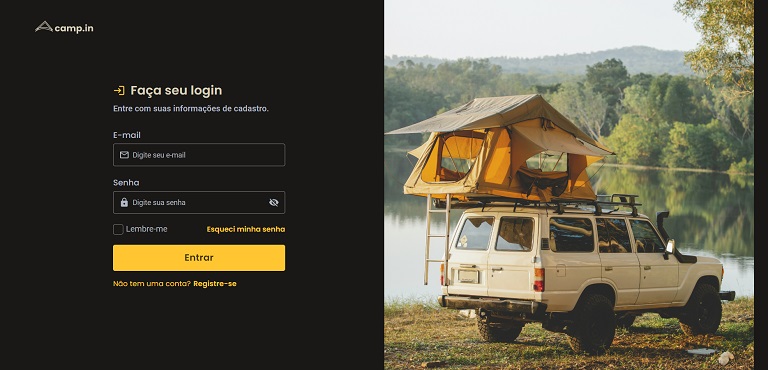 camp.in
Faça seu login
Entre com suas informações de cadastro.
E-mail
Digite seu e-mail
Senha
Digite sua senha
Lembre-me Esqueci minha senha
Entrar
Não tem uma conta? Registre-se